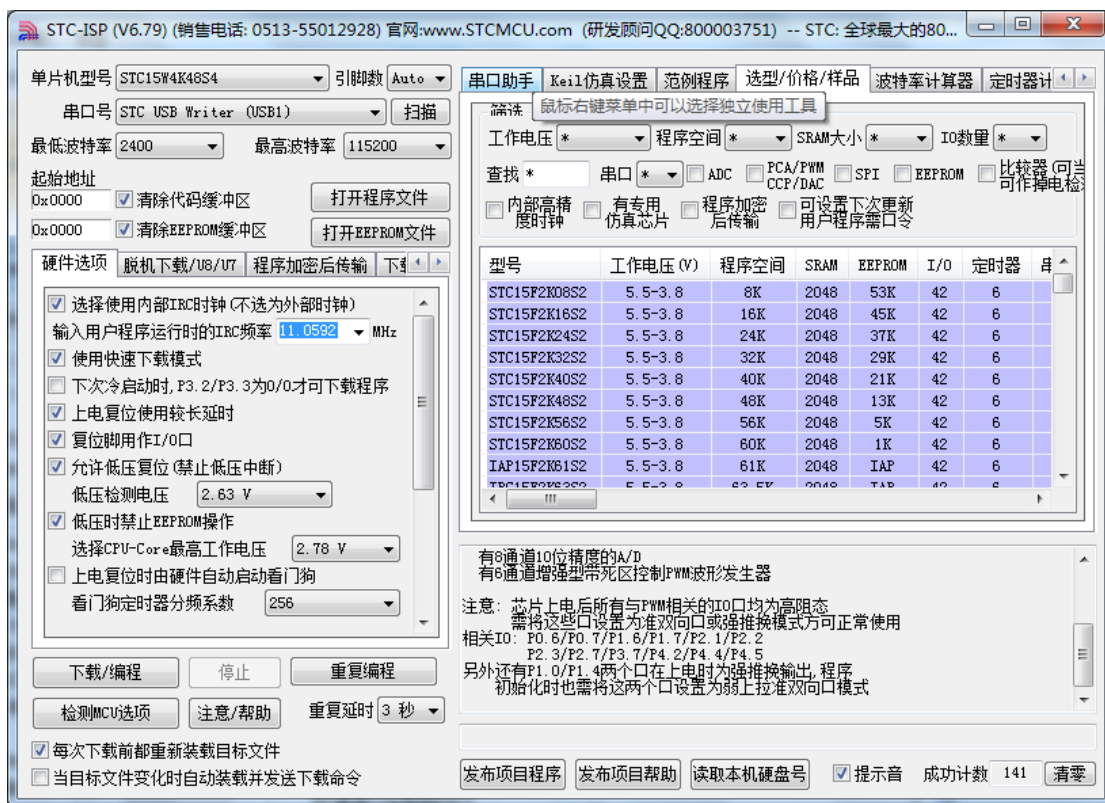 STC-ISP (V6.79) (销售电话: 0513-55012928) 官网:www.STCMCU.com (研发顾问QQ:800003751) -- STC: 全球最大的80...
单片机型号 STC15W4K48S4 引脚数 Auto
串口号 STC USB Writer (USB1) 扫描
最低波特率 2400 最高波特率 115200
起始地址
0x0000 清除代码缓冲区 打开程序文件
0x0000 清除EEPROM缓冲区 打开EEPROM文件
硬件选项 脱机下载/U8/U7 程序加密后传输
选择使用内部IRC时钟(不选为外部时钟)
输入用户程序运行时的IRC频率 11.0592 MHz
使用快速下载模式
下次冷启动时,P3.2/P3.3为0/0才可下载程序
上电复位使用较长延时
复位脚用作I/O口
允许低压复位(禁止低压中断)
低压检测电压 2.63 V
低压时禁止EEPROM操作
选择CPU-Core最高工作电压 2.78 V
上电复位时由硬件自动启动看门狗
看门狗定时器分频系数 256
下载/编程 停止 重复编程
检测MCU选项 注意/帮助 重复延时 3 秒
每次下载前都重新装载目标文件
当目标文件变化时自动装载并发送下载命令
串口助手 Keil仿真设置 范例程序 选型/价格/样品 波特率计算器 定时器计
鼠标右键菜单中可以选择独立使用工具
筛选
工作电压 * 程序空间 * SRAM大小 * IO数量 *
查找 * 串口 * ADC PCA/PWM CCP/DAC SPI EEPROM 比较器(可当可作掉电检
内部高精度时钟 有专用仿真芯片 程序加密后传输 可设置下次更新用户程序需口令
型号 工作电压(V) 程序空间 SRAM EEPROM I/O 定时器
STC15F2K08S2 5.5-3.8 8K 2048 53K 42 6
STC15F2K16S2 5.5-3.8 16K 2048 45K 42 6
STC15F2K24S2 5.5-3.8 24K 2048 37K 42 6
STC15F2K32S2 5.5-3.8 32K 2048 29K 42 6
STC15F2K40S2 5.5-3.8 40K 2048 21K 42 6
STC15F2K48S2 5.5-3.8 48K 2048 13K 42 6
STC15F2K56S2 5.5-3.8 56K 2048 5K 42 6
STC15F2K60S2 5.5-3.8 60K 2048 1K 42 6
IAP15F2K61S2 5.5-3.8 61K 2048 IAP 42 6
有8通道10位精度的A/D
有6通道增强型带死区控制PWM波形发生器
注意: 芯片上电后所有与PWM相关的IO口均为高阻态
需将这些口设置为准双向口或强推挽模式方可正常使用
相关IO: P0.6/P0.7/P1.6/P1.7/P2.1/P2.2
P2.3/P2.7/P3.7/P4.2/P4.4/P4.5
另外还有P1.0/P1.4两个口在上电时为强推挽输出,程序
初始化时也需将这两个口设置为弱上拉准双向口模式
发布项目程序 发布项目帮助 读取本机硬盘号 提示音 成功计数 141 清零